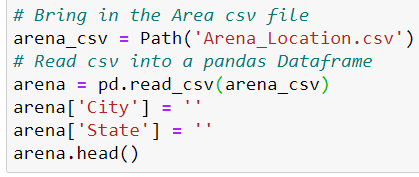 # Bring in the Area csv file
arena_csv = Path('Arena_Location.csv')
# Read csv into a pandas Dataframe
arena = pd.read_csv(arena_csv)
arena['City'] = ''
arena['State'] = ''
arena.head()